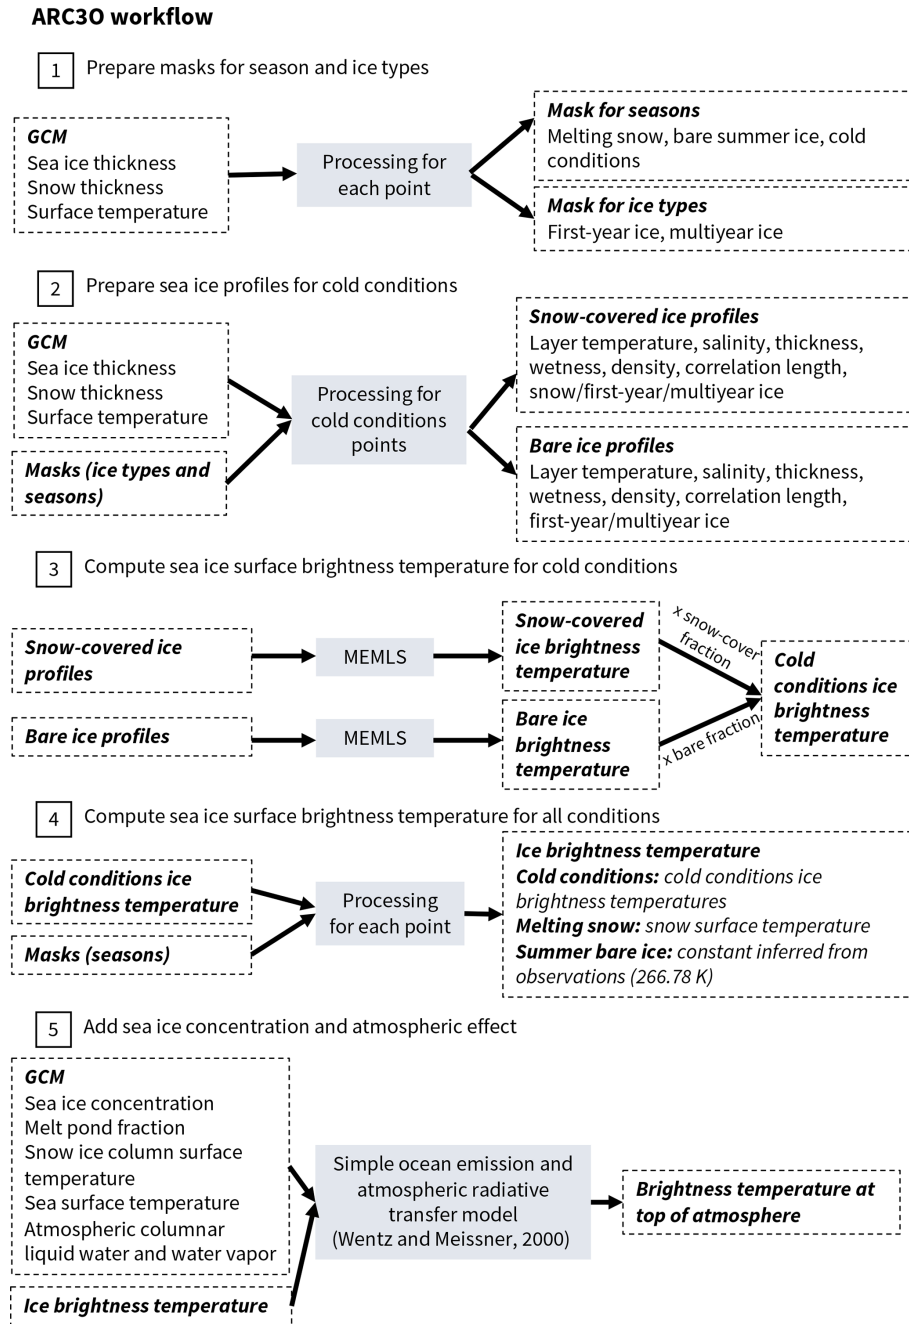 ARC3O workflow
1
Prepare masks for season and ice types
GCM
Sea ice thickness
Snow thickness
Surface temperature
Processing for
each point
Mask for seasons
Melting snow, bare summer ice, cold
conditions
Mask for ice types
First-year ice, multiyear ice
2
Prepare sea ice profiles for cold conditions
GCM
Sea ice thickness
Snow thickness
Surface temperature
Masks (ice types and
seasons)
Processing for
cold conditions
points
Snow-covered ice profiles
Layer temperature, salinity, thickness,
wetness, density, correlation length,
snow/first-year/multiyear ice
Bare ice profiles
Layer temperature, salinity, thickness,
wetness, density, correlation length,
first-year/multiyear ice
3
Compute sea ice surface brightness temperature for cold conditions
Snow-covered ice
profiles
MEMLS
Snow-covered
ice brightness
temperature
x snow-cover
fraction
Bare ice profiles
MEMLS
Bare ice
brightness
temperature
x bare fraction
Cold
conditions ice
brightness
temperature
4
Compute sea ice surface brightness temperature for all conditions
Cold conditions ice
brightness temperature
Masks (seasons)
Processing
for each point
Ice brightness temperature
Cold conditions: cold conditions ice
brightness temperatures
Melting snow: snow surface temperature
Summer bare ice: constant inferred from
observations (266.78 K)
5
Add sea ice concentration and atmospheric effect
GCM
Sea ice concentration
Melt pond fraction
Snow ice column surface
temperature
Sea surface temperature
Atmospheric columnar
liquid water and water vapor
Ice brightness temperature
Simple ocean emission and
atmospheric radiative
transfer model
(Wentz and Meissner, 2000)
Brightness temperature at
top of atmosphere